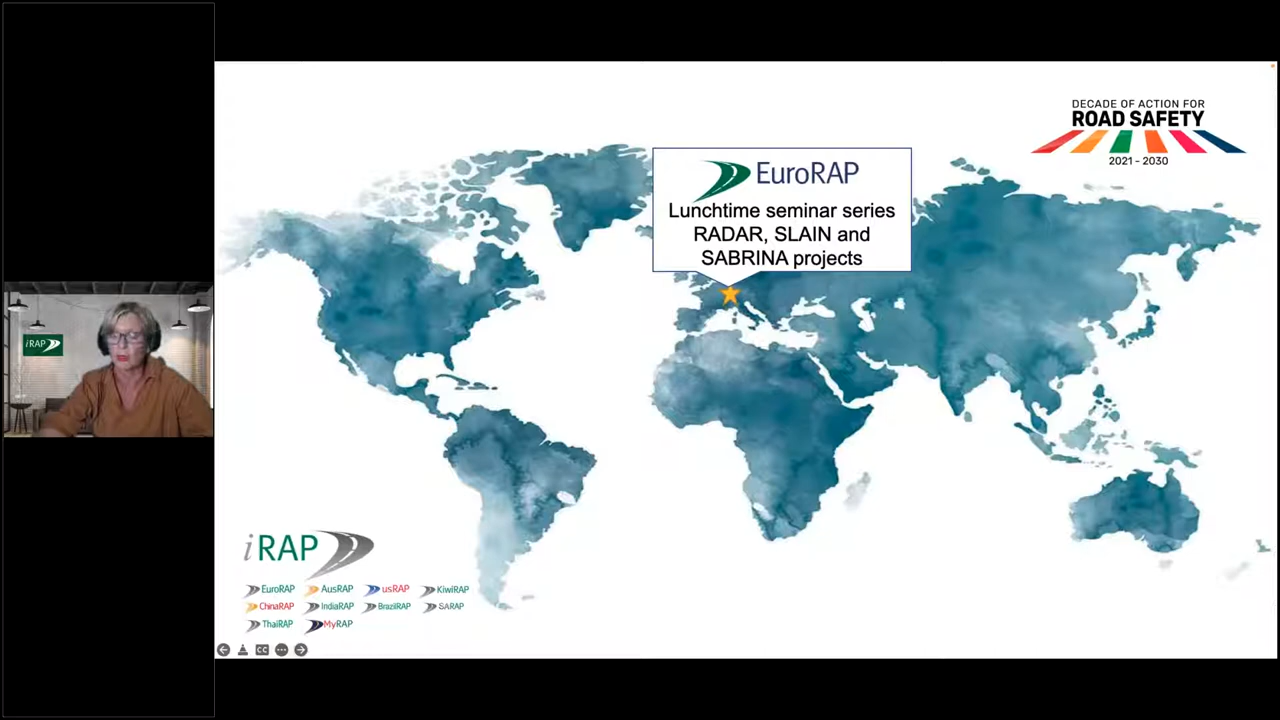 DECADE OF ACTION FOR
ROAD SAFETY
2021 - 2030
EuroRAP
Lunchtime seminar series
RADAR, SLAIN and
SABRINA projects
iRAP
iRAP
EuroRAP AusRAP usRAP KiwiRAP
ChinaRAP IndiaRAP BrazilRAP SARAP
ThaiRAP MyRAP
CC